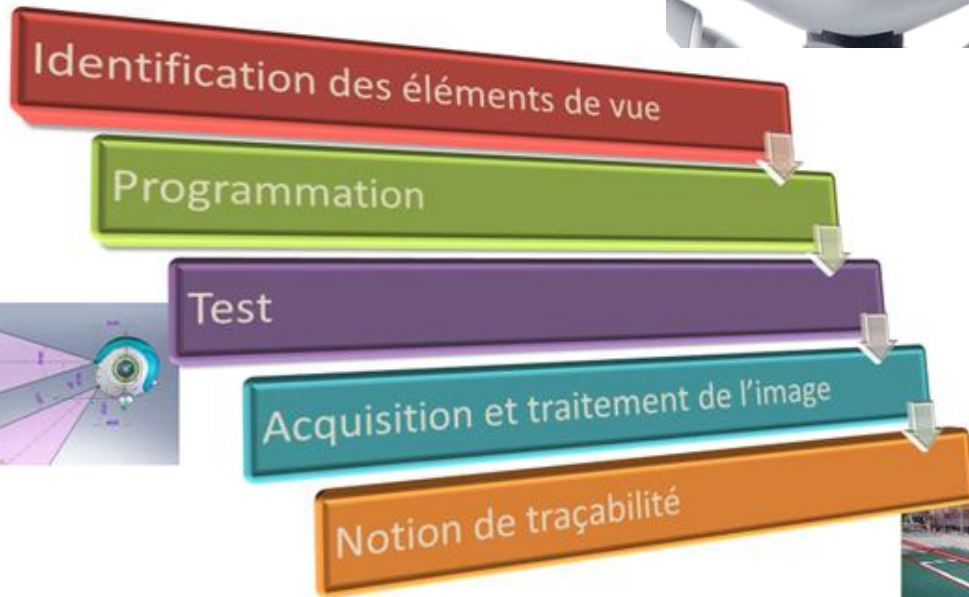 Identification des éléments de vue
Programmation
Test
Acquisition et traitement de l'image
Notion de traçabilité